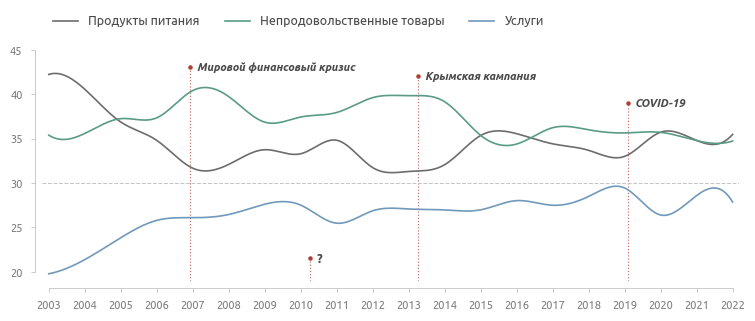 Продукты питания Непродовольственные товары Услуги
45
Мировой финансовый кризис
Крымская кампания
40
COVID-19
35
30
25
?
20
2003 2004 2005 2006 2007 2008 2009 2010 2011 2012 2013 2014 2015 2016 2017 2018 2019 2020 2021 2022